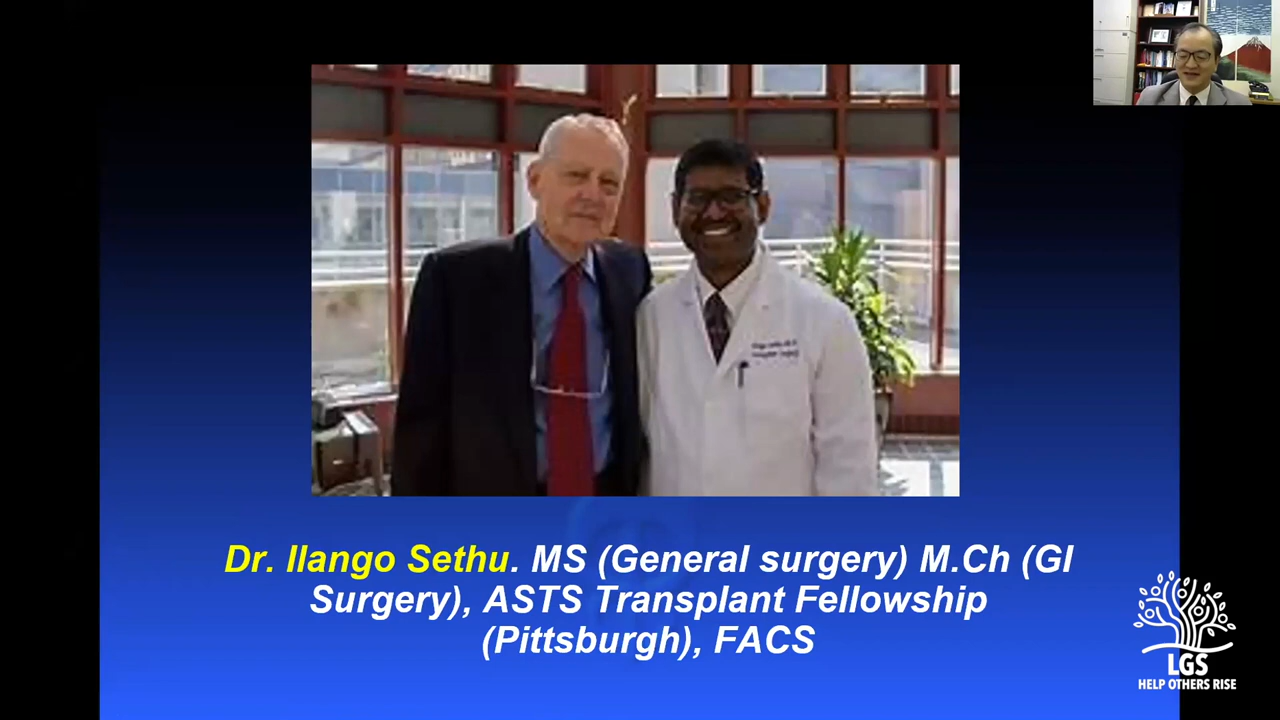 Dr. Ilango Sethu. MS (General surgery) M.Ch (GI
Surgery), ASTS Transplant Fellowship
(Pittsburgh), FACS
LGS
HELP OTHERS RISE